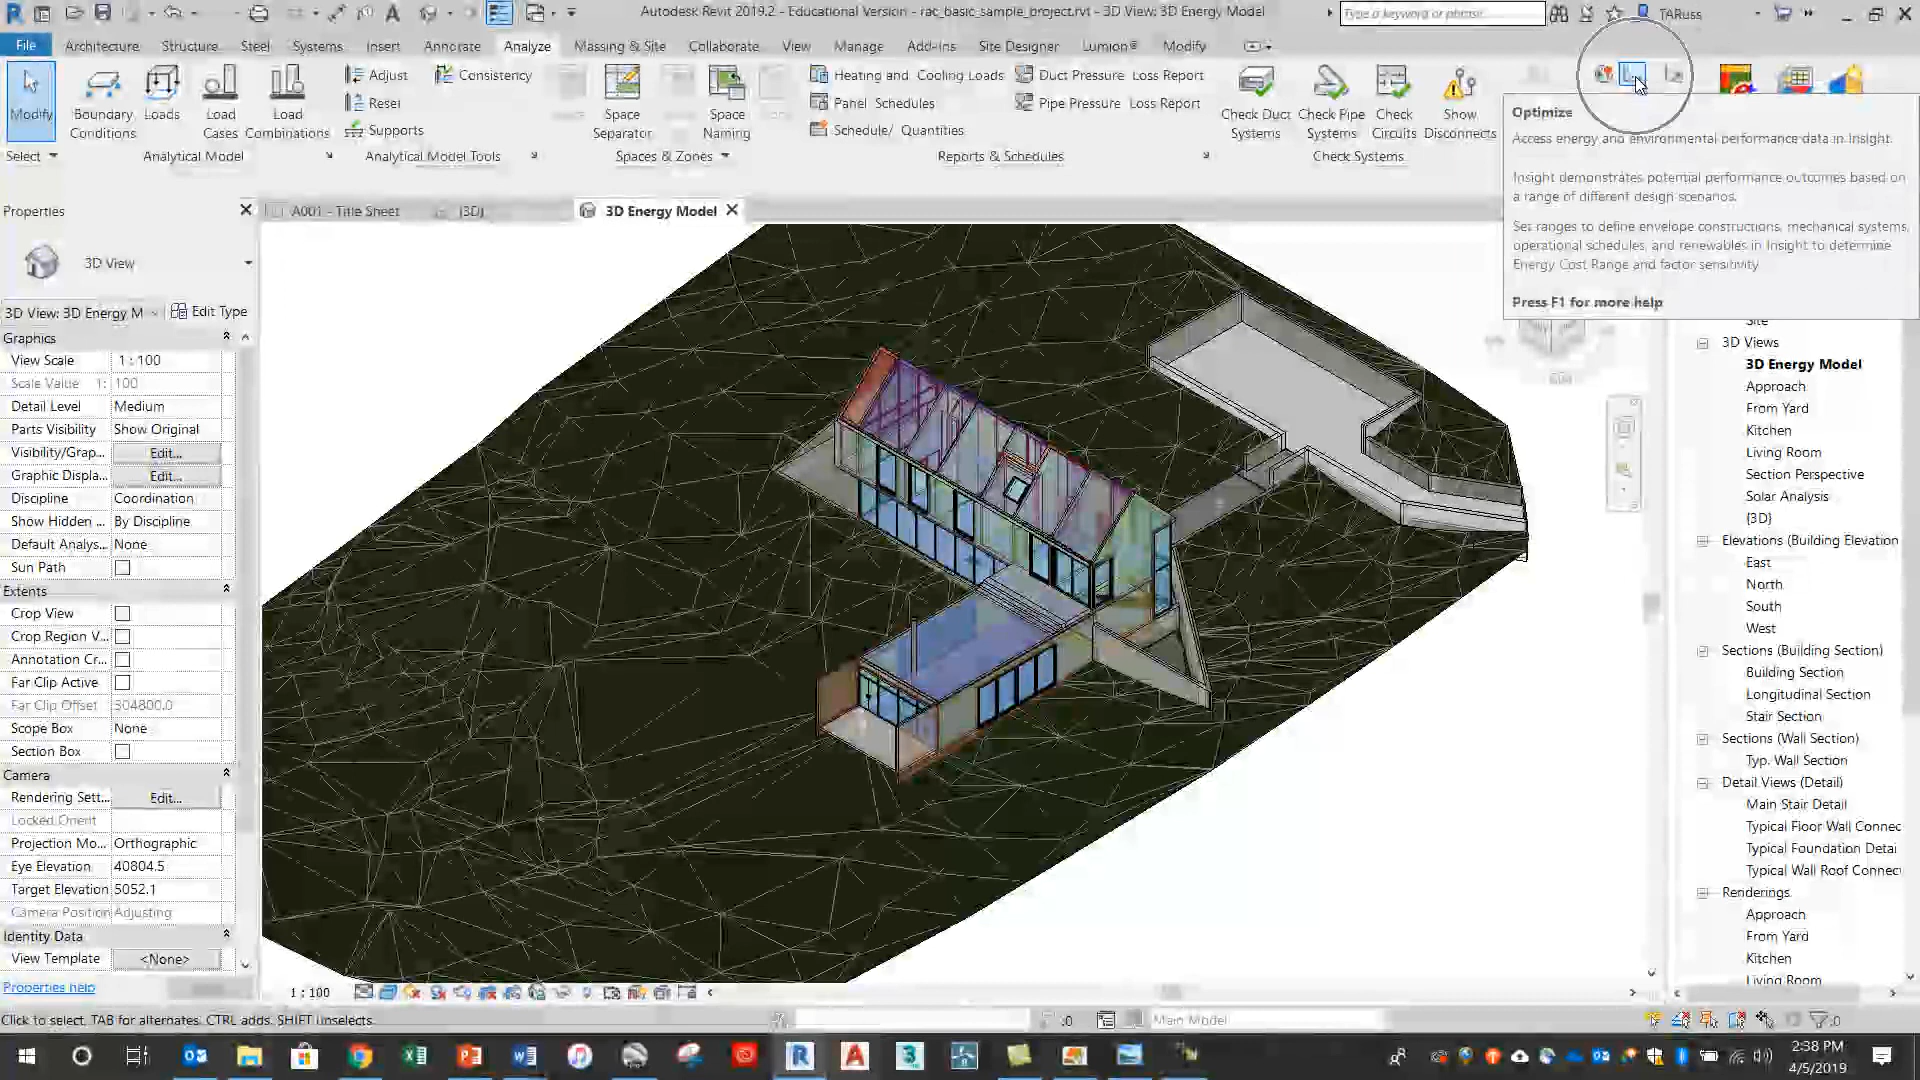 Autodesk Revit 2019.2 - Educational Version - rac_basic_sample_project.rvt - 3D View: 3D Energy Model
Type a keyword or phrase
TARuss
File
Architecture
Structure
Steel
Systems
Insert
Annotate
Analyze
Massing & Site
Collaborate
View
Manage
Add-Ins
Site Designer
Lumion®
Modify
Modify
Boundary
Conditions
Loads
Load
Cases
Load
Combinations
Adjust
Reset
Supports
Consistency
Space
Separator
Space
Naming
Heating and Cooling Loads
Panel Schedules
Schedule/ Quantities
Duct Pressure Loss Report
Pipe Pressure Loss Report
Check Duct
Systems
Check Pipe
Systems
Check
Circuits
Show
Disconnects
Select
Analytical Model
Analytical Model Tools
Spaces & Zones
Reports & Schedules
Check Systems
Optimize
Access energy and environmental performance data in Insight.
Insight demonstrates potential performance outcomes based on
a range of different design scenarios.
Set ranges to define envelope constructions, mechanical systems,
operational schedules, and renewables in Insight to determine
Energy Cost Range and factor sensitivity
Press F1 for more help
Properties
A001 - Title Sheet
{3D}
3D Energy Model
3D View
3D View: 3D Energy M
Edit Type
Graphics
View Scale 1 : 100
Scale Value 1: 100
Detail Level Medium
Parts Visibility Show Original
Visibility/Grap... Edit...
Graphic Displa... Edit...
Discipline Coordination
Show Hidden ... By Discipline
Default Analys... None
Sun Path
Extents
Crop View
Crop Region V...
Annotation Cr...
Far Clip Active
Far Clip Offset 304800.0
Scope Box None
Section Box
Camera
Rendering Sett... Edit...
Locked Orient
Projection Mo... Orthographic
Eye Elevation 40804.5
Target Elevation 5052.1
Camera Position Adjusting
Identity Data
View Template <None>
Properties help
Site
3D Views
3D Energy Model
Approach
From Yard
Kitchen
Living Room
Section Perspective
Solar Analysis
{3D}
Elevations (Building Elevation
East
North
South
West
Sections (Building Section)
Building Section
Longitudinal Section
Stair Section
Sections (Wall Section)
Typ. Wall Section
Detail Views (Detail)
Main Stair Detail
Typical Floor Wall Connec
Typical Foundation Detai
Typical Wall Roof Connec
Renderings
Approach
From Yard
Kitchen
Living Room
1 : 100
Click to select, TAB for alternates, CTRL adds, SHIFT unselects.
:0
Main Model
:0
2:38 PM
4/5/2019